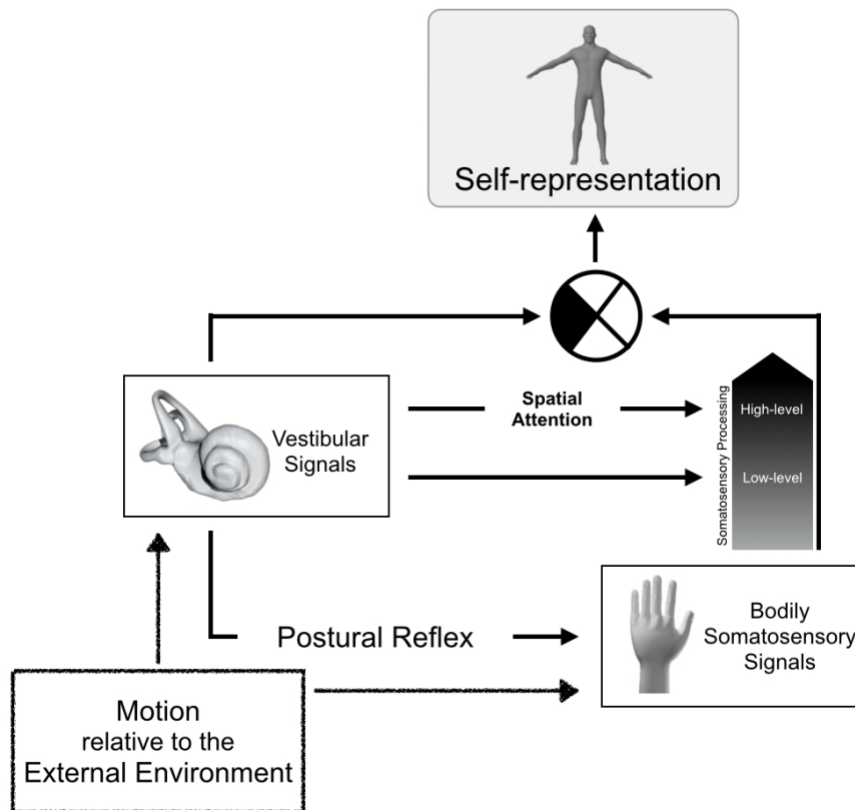 Self-representation
Vestibular
Signals
Spatial
Attention
Somatosensory Processing
High-level
Low-level
Postural Reflex
Bodily
Somatosensory
Signals
Motion
relative to the
External Environment